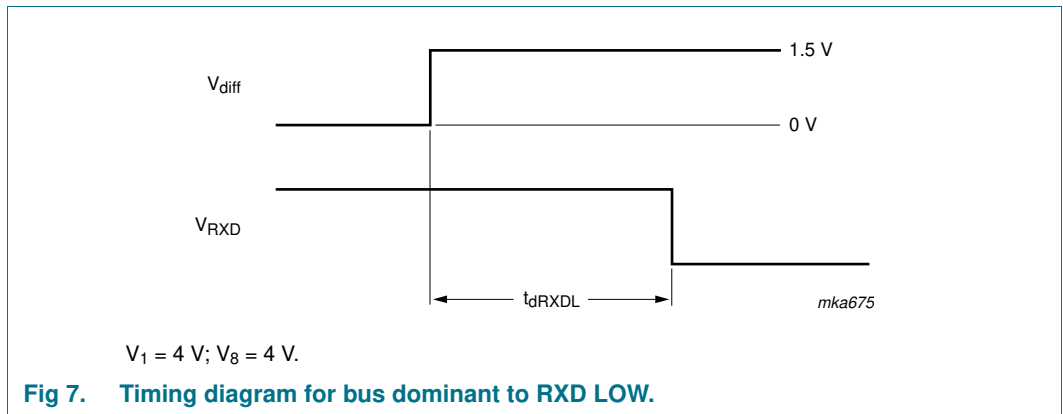 1.5 V
Vdiff
0 V
VRXD
tdRXDL
mka675
V1 = 4 V; V8 = 4 V.
Fig 7. Timing diagram for bus dominant to RXD LOW.